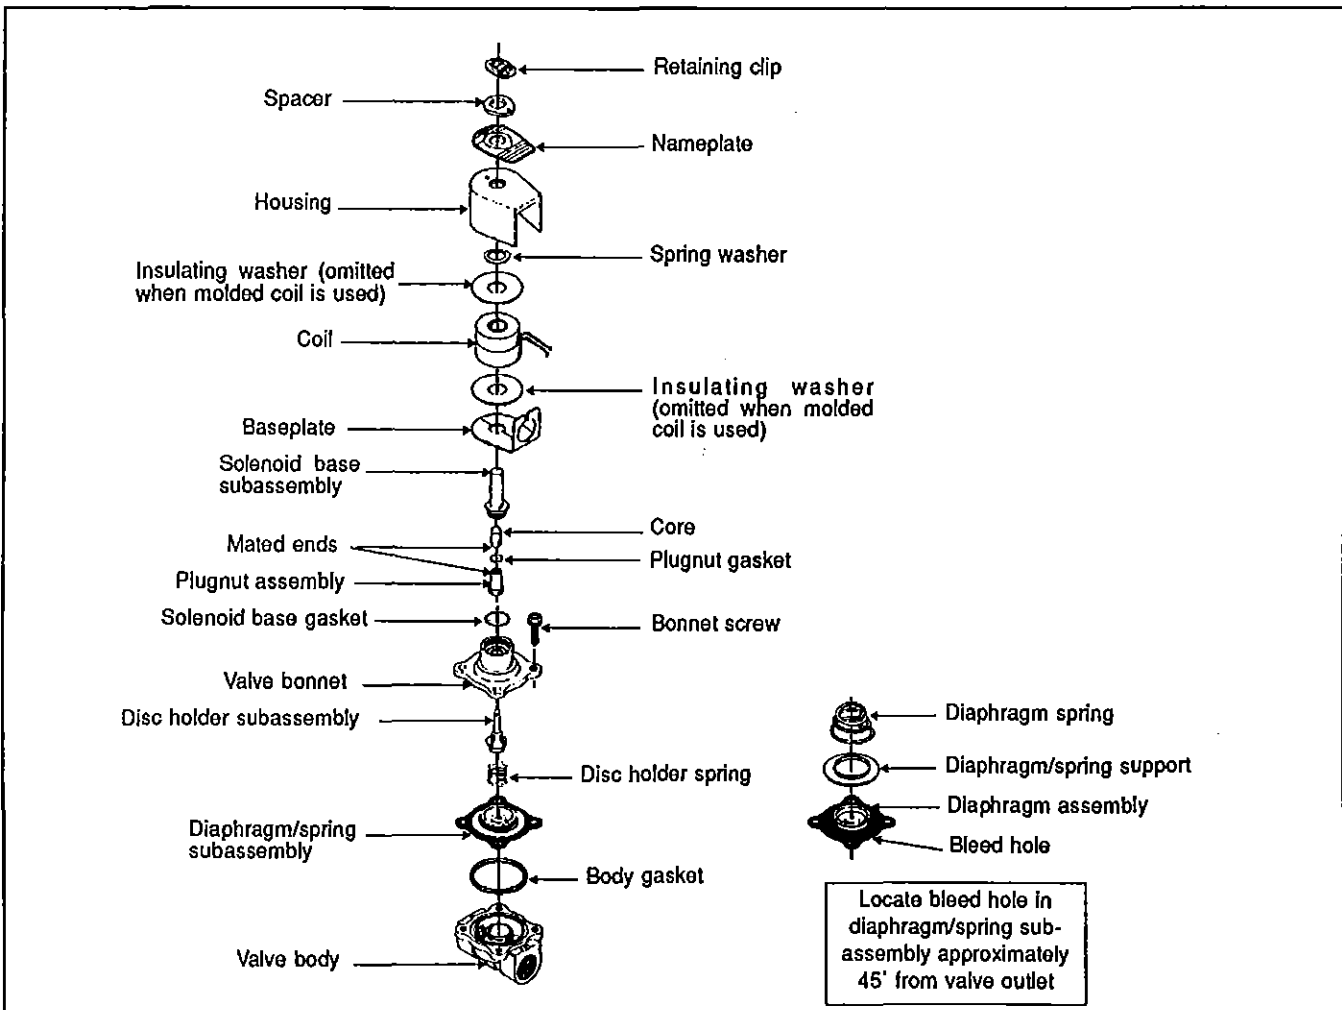 Retaining clip
Spacer
Nameplate
Housing
Spring washer
Insulating washer (omitted
when molded coil is used)
Coil
Insulating washer
(omitted when molded
coil is used)
Baseplate
Solenoid base
subassembly
Core
Mated ends
Plugnut gasket
Plugnut assembly
Solenoid base gasket
Bonnet screw
Valve bonnet
Disc holder subassembly
Disc holder spring
Diaphragm/spring
subassembly
Body gasket
Valve body
Diaphragm spring
Diaphragm/spring support
Diaphragm assembly
Bleed hole
Locate bleed hole in
diaphragm/spring sub-
assembly approximately
45' from valve outlet